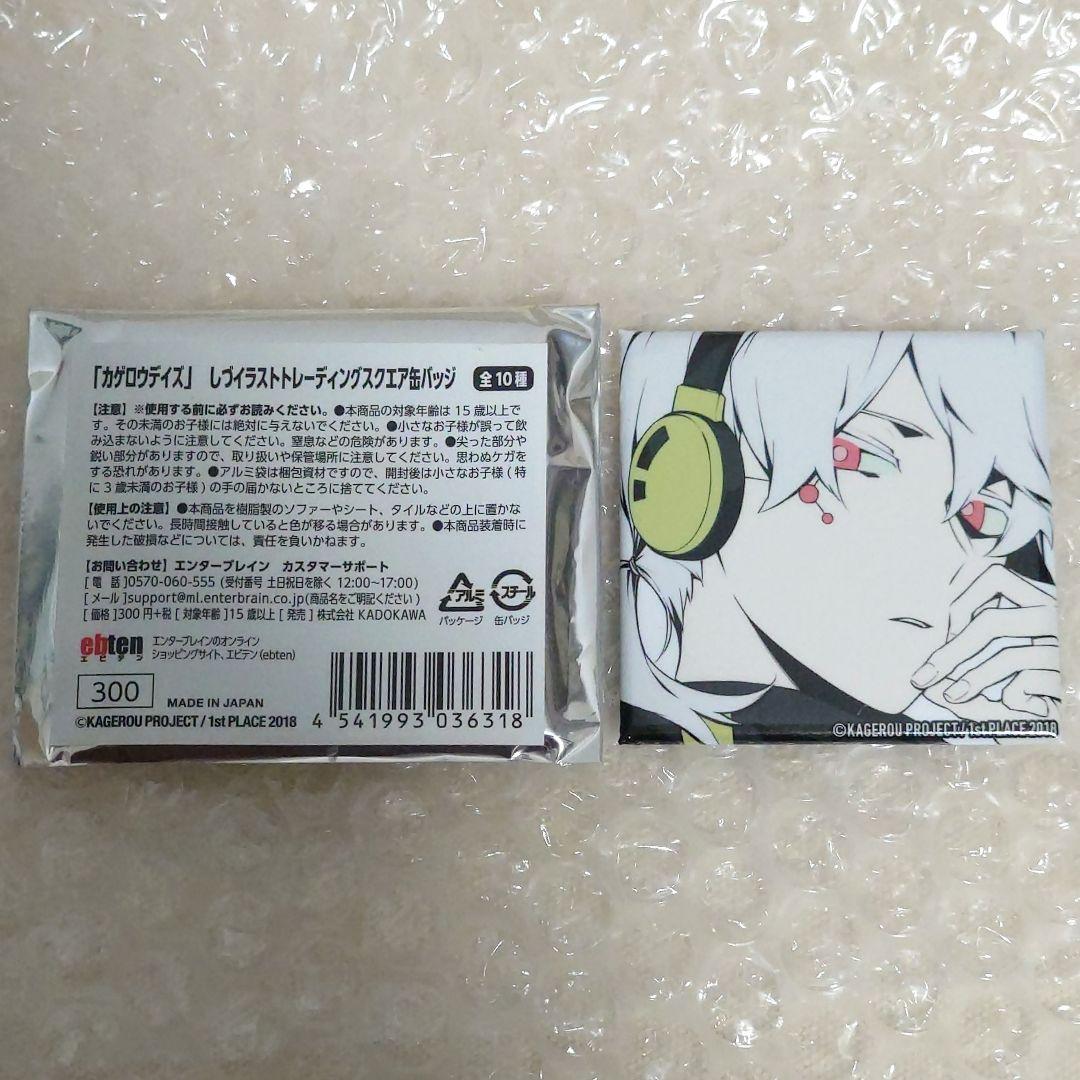 「カゲロウデイズ」 しづイラストトレーディングスクエア缶バッジ 全10種
【注意】※使用する前に必ずお読みください。●本商品の対象年齢は15歳以上で
す。その未満のお子様には絶対に与えないでください。●小さなお子様が誤って飲
み込まないように注意してください。窒息などの危険があります。●尖った部分や
鋭い部分がありますので、取り扱いや保管場所に注意してください。思わぬケガを
する恐れがあります。●アルミ袋は梱包資材ですので、開封後は小さなお子様(特
に3歳未満のお子様)の手の届かないところに捨ててください。
【使用上の注意】●本商品を樹脂製のソファーやシート、タイルなどの上に置かな
いでください。長時間接触していると色が移る場合があります。●本商品装着時に
発生した破損などについては、責任を負いかねます。
【お問い合わせ】エンターブレイン カスタマーサポート
[電 話]0570-060-555(受付番号 土日祝日を除く 12:00~17:00)
[メール]support@ml.enterbrain.co.jp(商品名をご明記ください)
[価格]300円+税[対象年齢]15歳以上[発売]株式会社 KADOKAWA
アルミ
パッケージ
スチール
缶バッジ
ebten
エビテン
エンターブレインのオンライン
ショッピングサイト、エビテン(ebten)
300
MADE IN JAPAN
©KAGEROU PROJECT / 1st PLACE 2018
4 541993 036318
©KAGEROU PROJECT/1st PLACE 2018